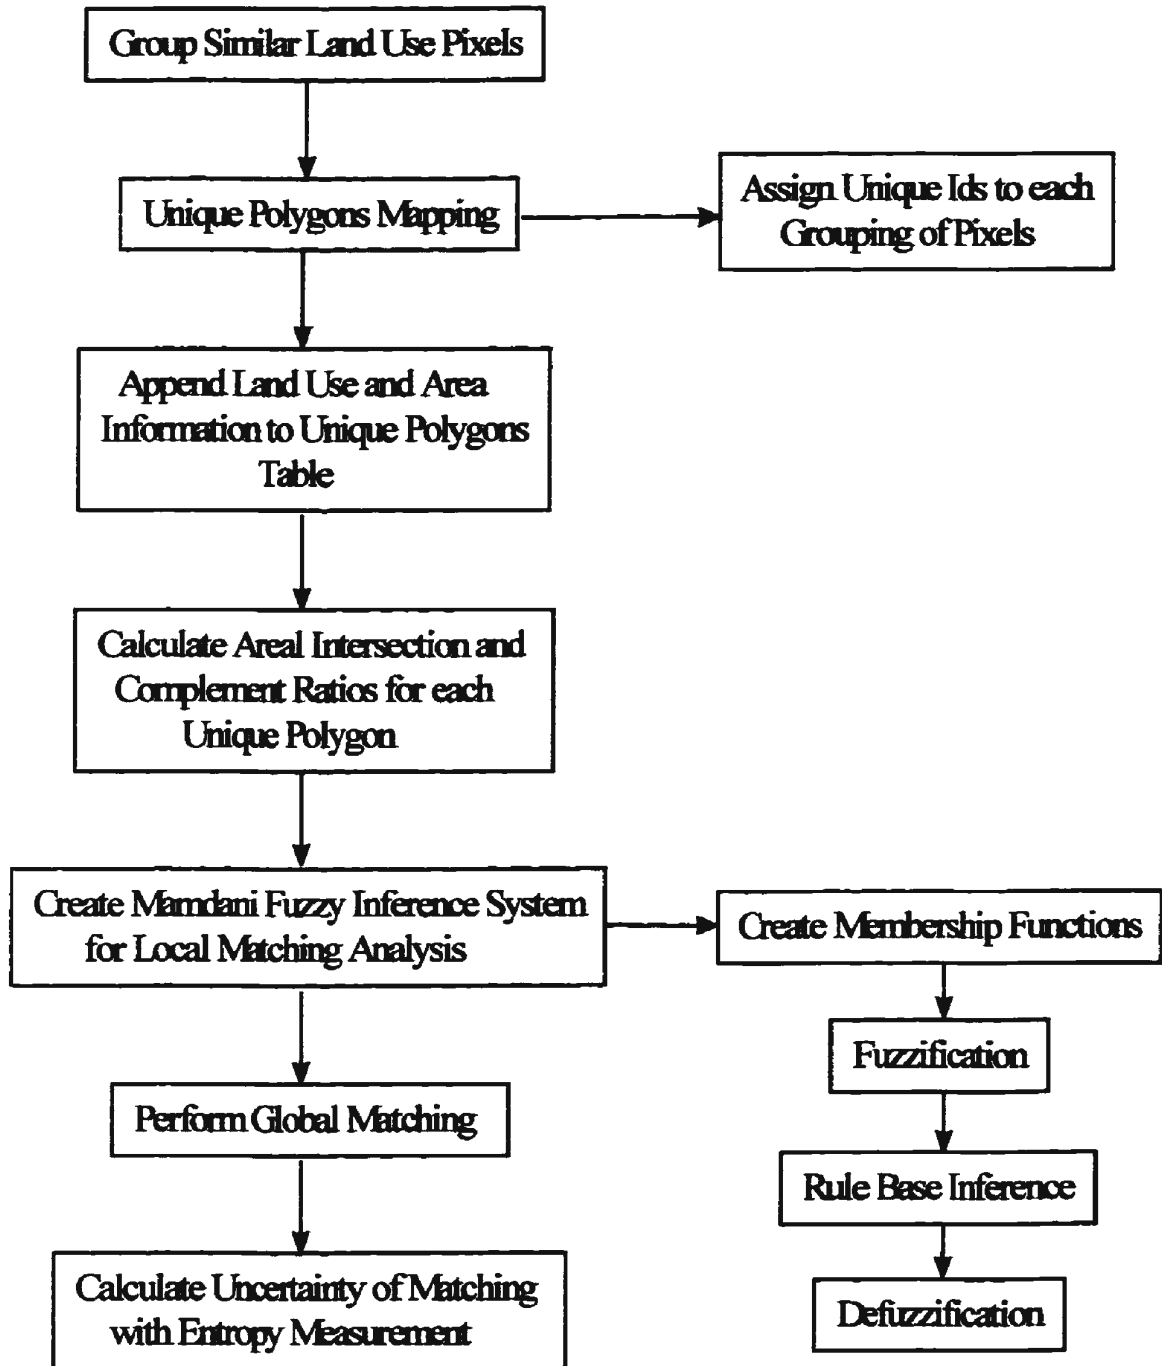 Group Similar Land Use Pixels
Unique Polygons Mapping
Assign Unique Ids to each
Grouping of Pixels
Append Land Use and Area
Information to Unique Polygons
Table
Calculate Areal Intersection and
Complement Ratios for each
Unique Polygon
Create Mamdani Fuzzy Inference System
for Local Matching Analysis
Create Membership Functions
Fuzzification
Perform Global Matching
Rule Base Inference
Calculate Uncertainty of Matching
with Entropy Measurement
Defuzzification